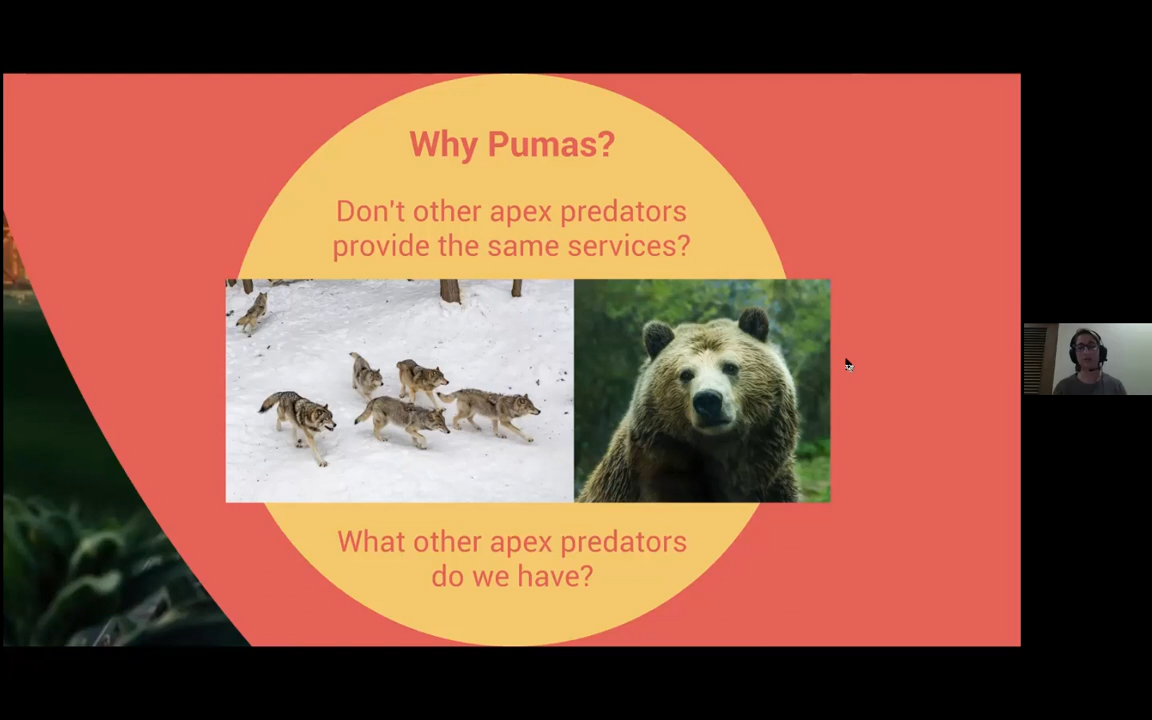 Why Pumas?
Don't other apex predators
provide the same services?
What other apex predators
do we have?